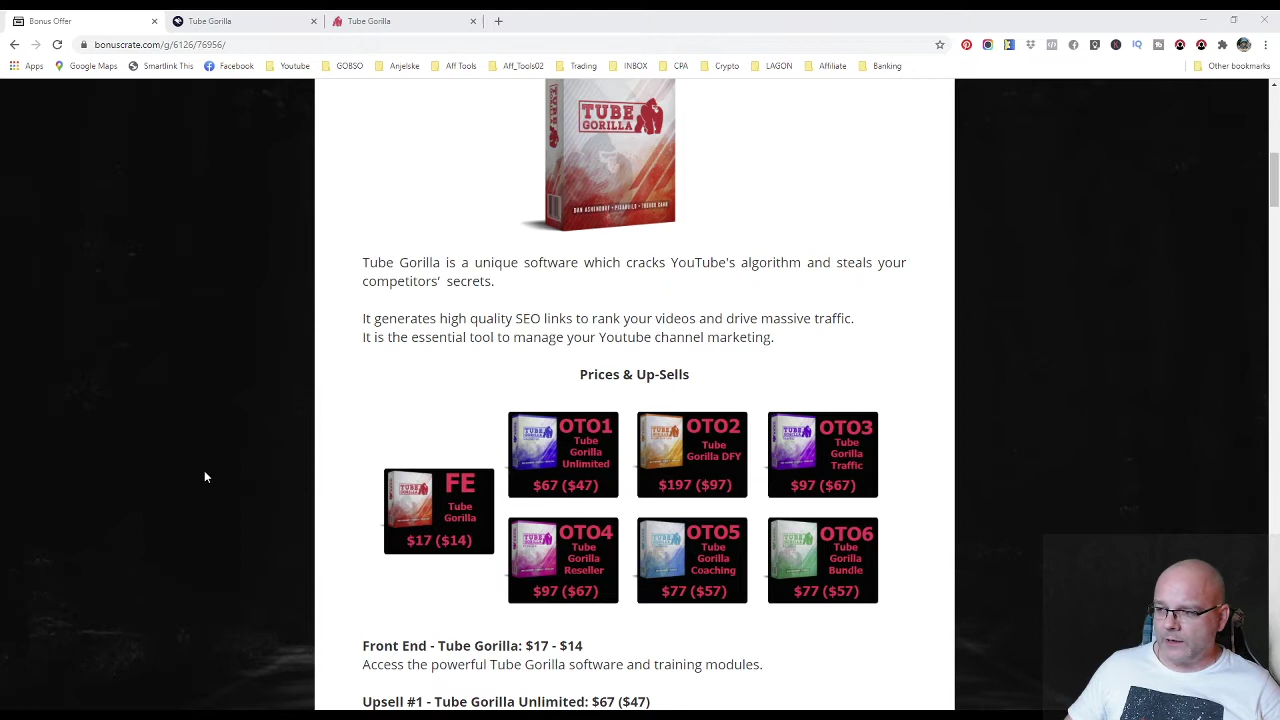 Bonus Offer
Tube Gorilla
Tube Gorilla
bonuscrate.com/g/6126/76956/
Apps
Google Maps
Smartlink This
Facebook
Youtube
GOBSO
Anjelske
Aff Tools
Aff_Tools02
Trading
INBOX
CPA
Crypto
LAGON
Affiliate
Banking
Other bookmarks
TUBE
GORILLA
Tube Gorilla is a unique software which cracks YouTube's algorithm and steals your
competitors' secrets.
It generates high quality SEO links to rank your videos and drive massive traffic.
It is the essential tool to manage your Youtube channel marketing.
Prices & Up-Sells
FE
Tube
Gorilla
$17 ($14)
OTO1
Tube
Gorilla
Unlimited
$67 ($47)
OTO2
Tube
Gorilla DFY
$197 ($97)
OTO3
Tube
Gorilla
Traffic
$97 ($67)
OTO4
Tube
Gorilla
Reseller
$97 ($67)
OTO5
Tube
Gorilla
Coaching
$77 ($57)
OTO6
Tube
Gorilla
Bundle
$77 ($57)
Front End - Tube Gorilla: $17 - $14
Access the powerful Tube Gorilla software and training modules.
Upsell #1 - Tube Gorilla Unlimited: $67 ($47)